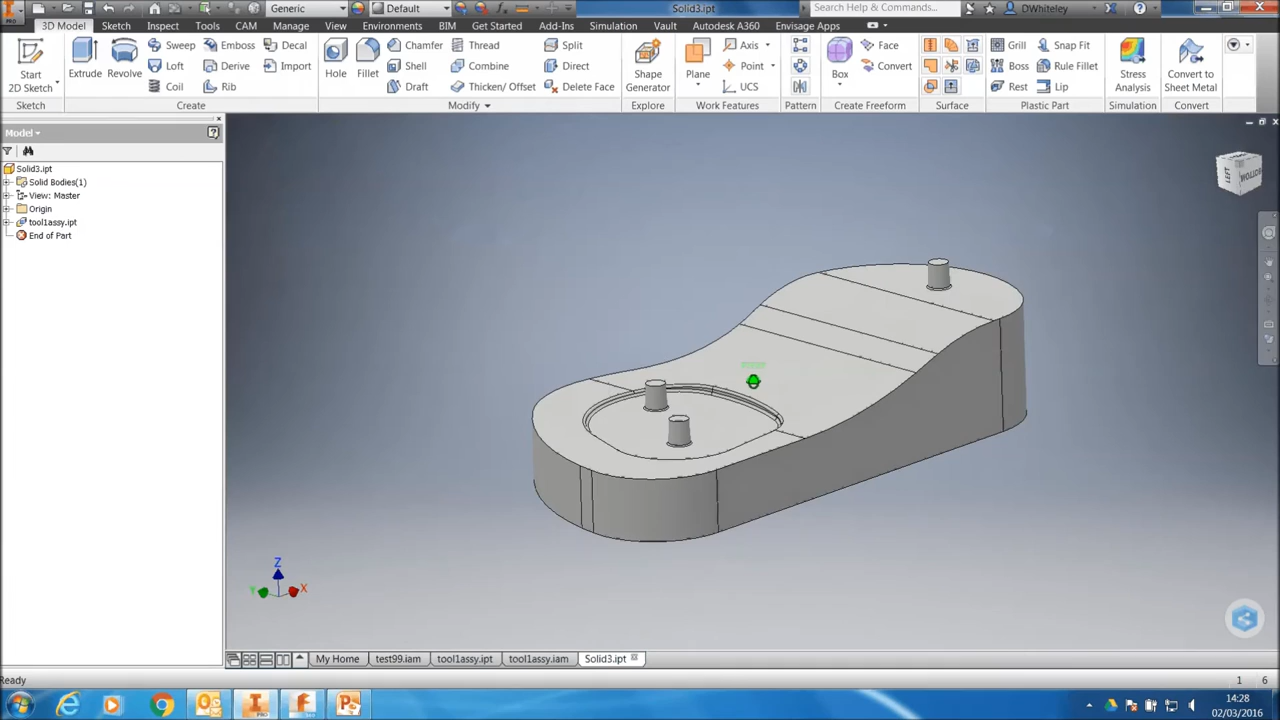 Generic
Default
Solid3.ipt
Search Help & Commands...
DWhiteley
PRO
3D Model
Sketch
Inspect
Tools
CAM
Manage
View
Environments
Get Started
Add-Ins
Simulation
Vault
Autodesk A360
Envisage Apps
Start
2D Sketch
Extrude
Revolve
Sweep
Emboss
Decal
Loft
Derive
Import
Coil
Rib
Hole
Fillet
Chamfer
Thread
Split
Shell
Combine
Direct
Draft
Thicken/ Offset
Delete Face
Shape
Generator
Plane
Axis
Point
UCS
Box
Face
Convert
Grill
Snap Fit
Boss
Rule Fillet
Rest
Lip
Stress
Analysis
Convert to
Sheet Metal
Sketch
Create
Modify
Explore
Work Features
Pattern
Create Freeform
Surface
Plastic Part
Simulation
Convert
Model
Solid3.ipt
Solid Bodies(1)
View: Master
Origin
tool1assy.ipt
End of Part
LEFT
BOTTOM
Z
Y
X
My Home
test99.iam
tool1assy.ipt
tool1assy.iam
Solid3.ipt
Ready
1
6
14:28
02/03/2016